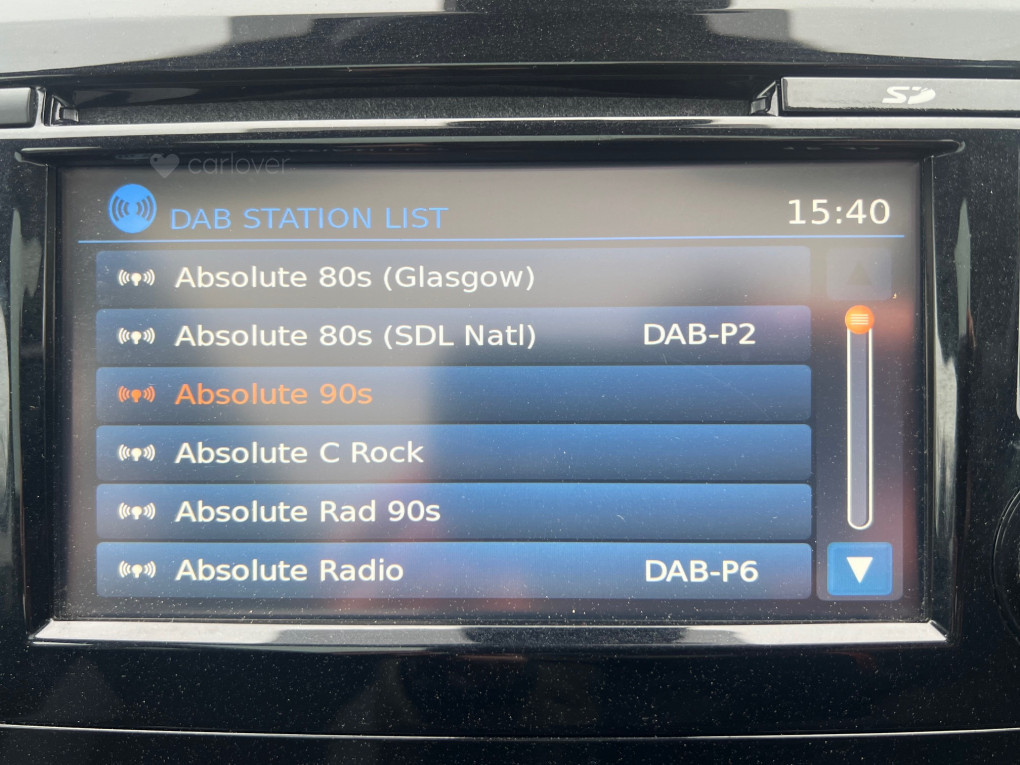 SD
carlover
DAB STATION LIST 15:40
Absolute 80s (Glasgow)
Absolute 80s (SDL Natl) DAB-P2
Absolute 90s
Absolute C Rock
Absolute Rad 90s
Absolute Radio DAB-P6